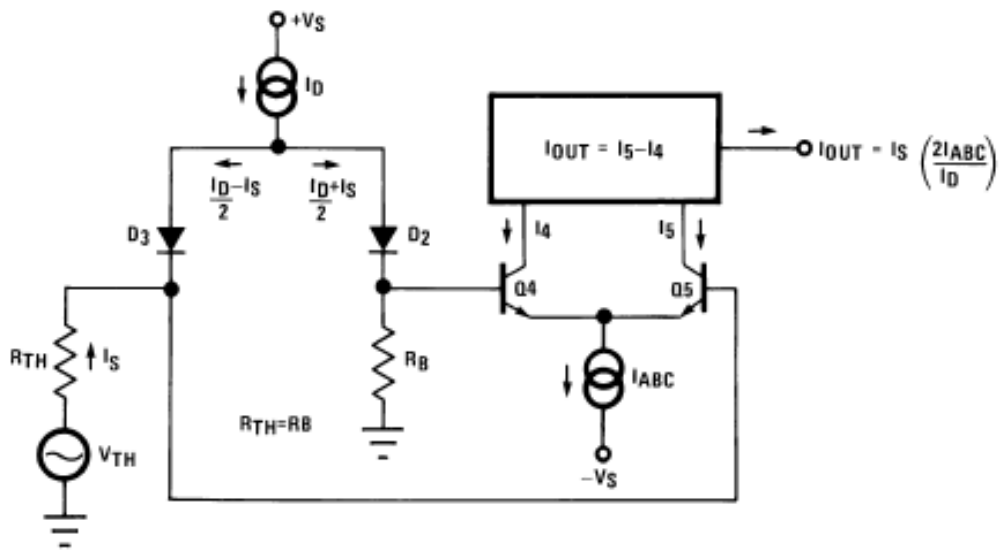 +VS
ID
ID/2 – IS
ID/2 + IS
D3
D2
RTH
IS
VTH
RB
RTH=RB
IOUT = I5–I4
I4
I5
Q4
Q5
IABC
–VS
IOUT = IS (2IABC/ID)